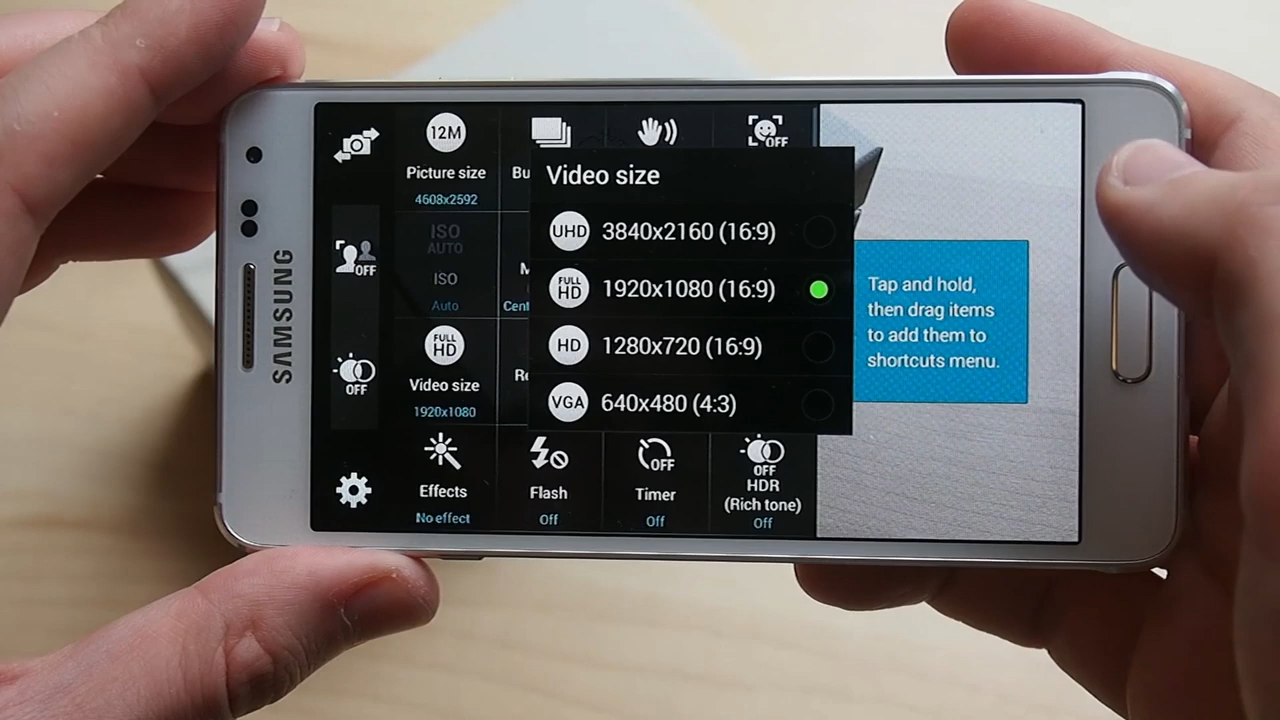 SAMSUNG
12M
Picture size
4608x2592
Bu
OFF
OFF
ISO
AUTO
ISO
Auto
M
Cent
FULL
HD
Video size
1920x1080
Re
OFF
Effects
No effect
Flash
Off
OFF
Timer
Off
OFF
HDR
(Rich tone)
Off
Video size
UHD 3840x2160 (16:9)
FULL
HD 1920x1080 (16:9)
HD 1280x720 (16:9)
VGA 640x480 (4:3)
Tap and hold,
then drag items
to add them to
shortcuts menu.